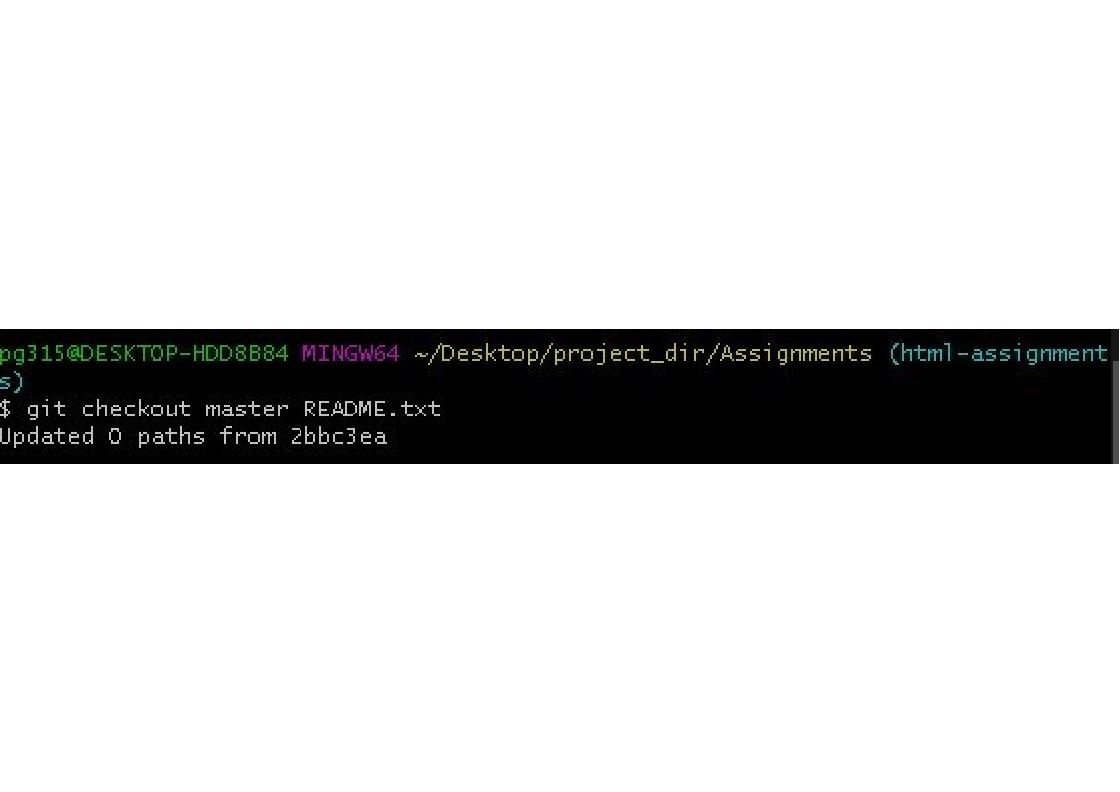 pg315@DESKTOP-HDD8B84 MINGW64 ~/Desktop/project_dir/Assignments (html-assignment
s)
$ git checkout master README.txt
Updated 0 paths from 2bbc3ea